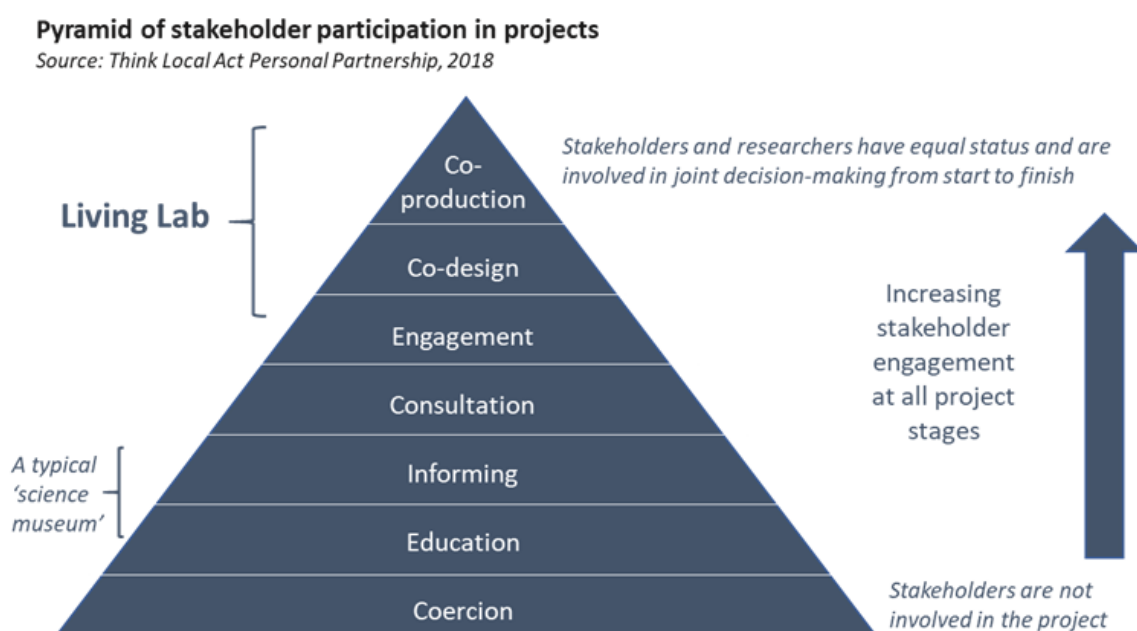 Pyramid of stakeholder participation in projects
Source: Think Local Act Personal Partnership, 2018
Stakeholders and researchers have equal status and are
involved in joint decision-making from start to finish
Co-
production
Living Lab
Co-design
Engagement
Increasing
stakeholder
engagement
at all project
stages
Consultation
A typical
‘science
museum’
Informing
Education
Coercion
Stakeholders are not
involved in the project